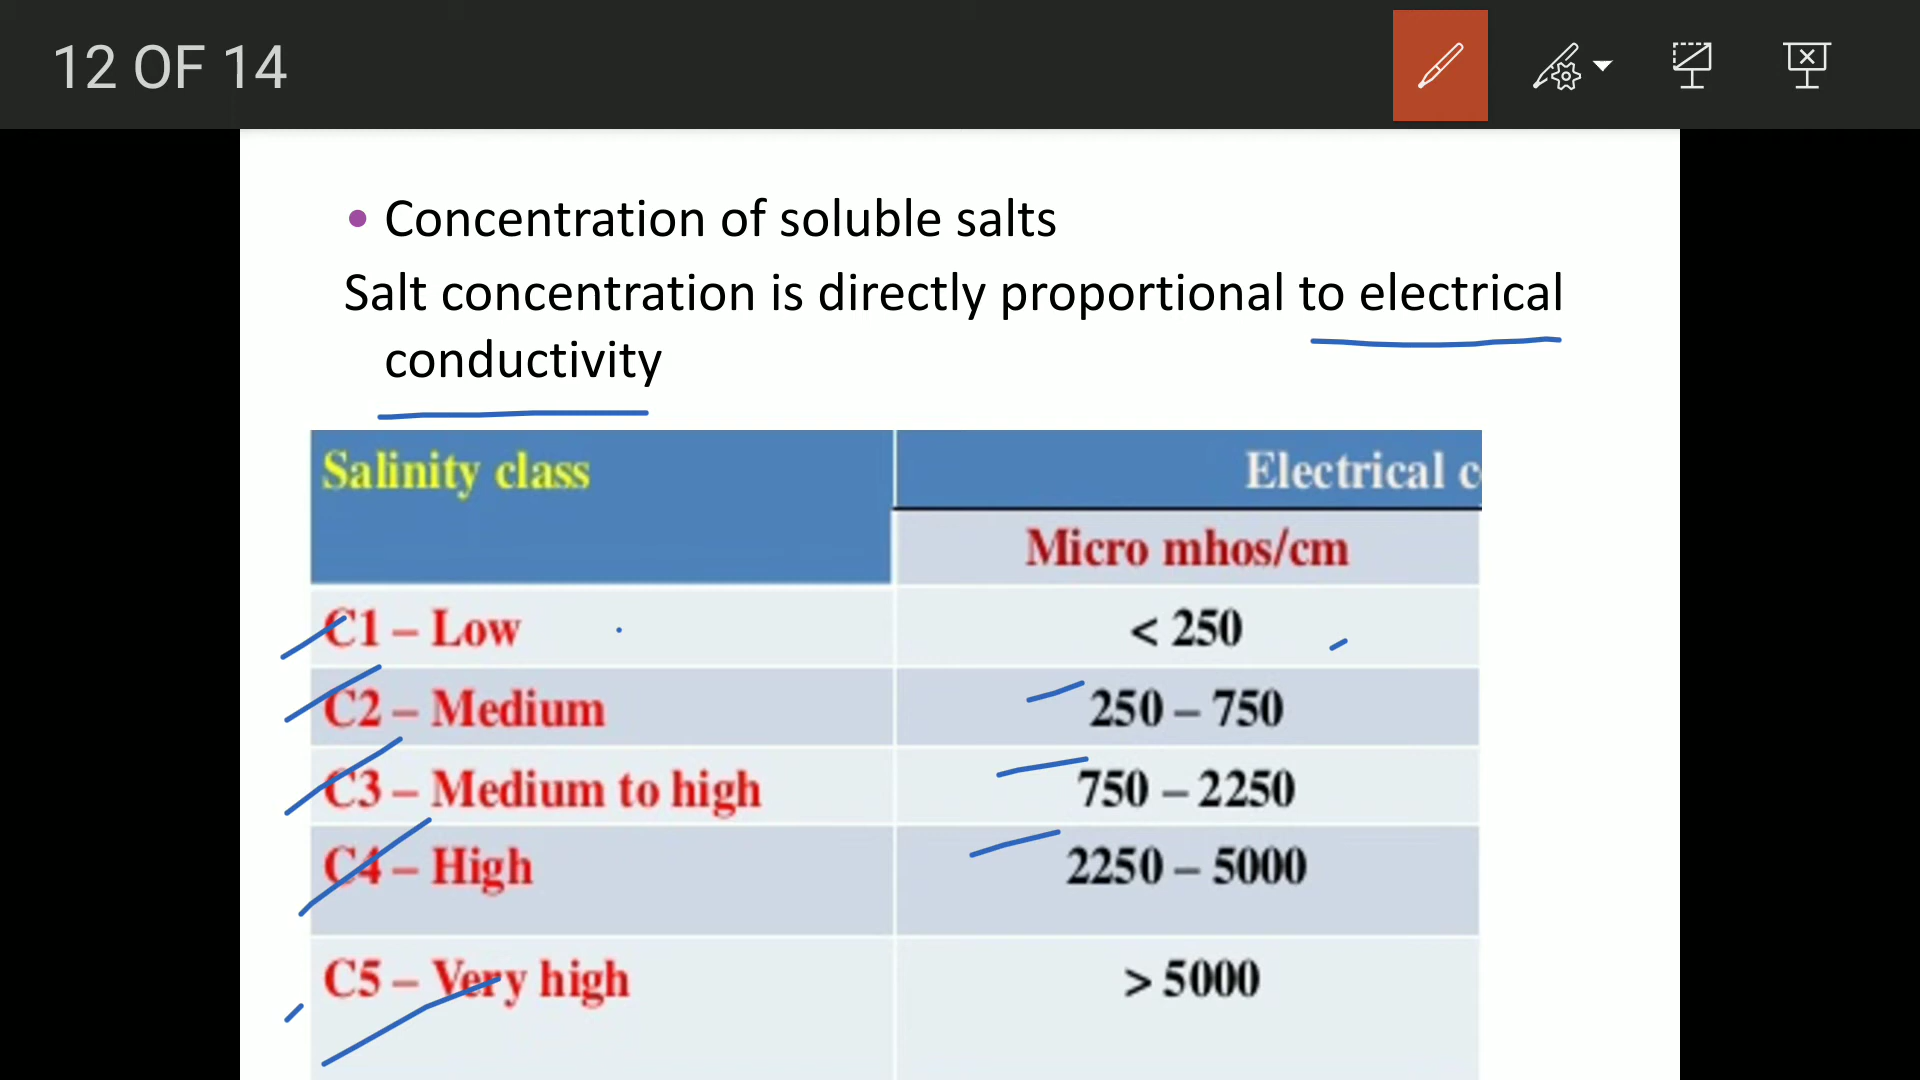 12 OF 14
• Concentration of soluble salts
Salt concentration is directly proportional to electrical
conductivity
Salinity class
Electrical c
Micro mhos/cm
C1 – Low
< 250
C2 – Medium
250 – 750
C3 – Medium to high
750 – 2250
C4 – High
2250 – 5000
C5 – Very high
> 5000